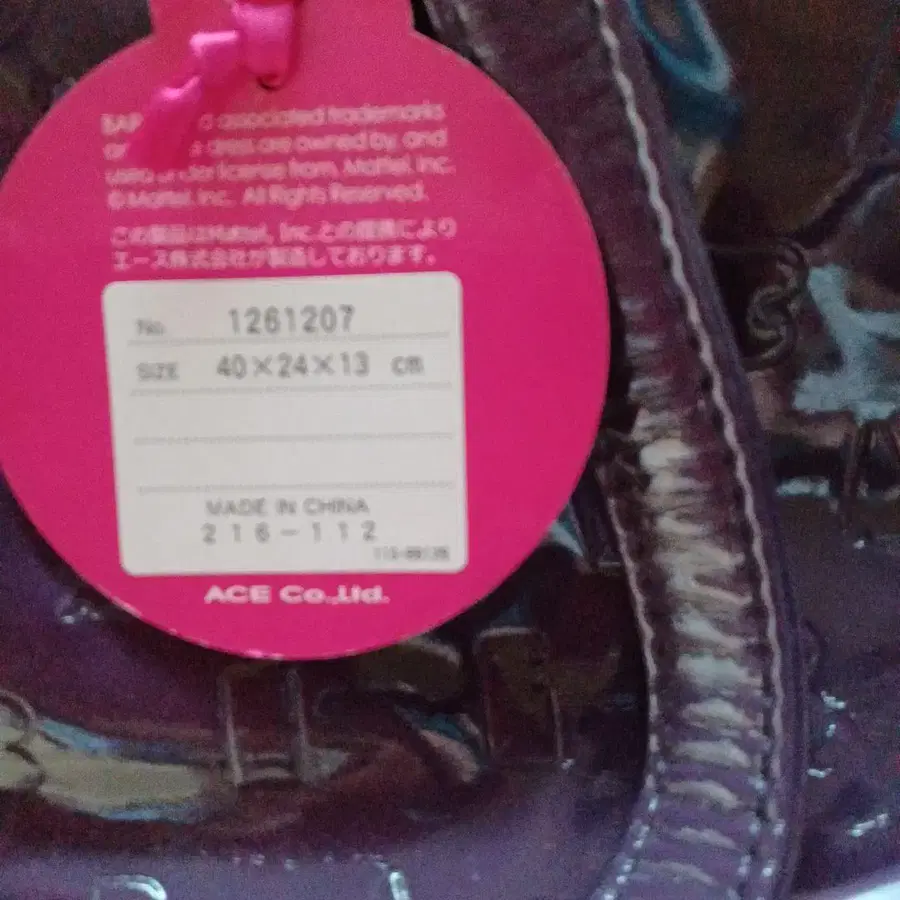 associated trademarks
are owned by, and
used under license from, Mattel, Inc.
© Mattel, Inc. All Rights Reserved.
この製品はMattel, Inc.との提携により
エース株式会社が製造しております。
No. 1261207
SIZE 40×24×13 cm
MADE IN CHINA
216-112
ACE Co.,Ltd.